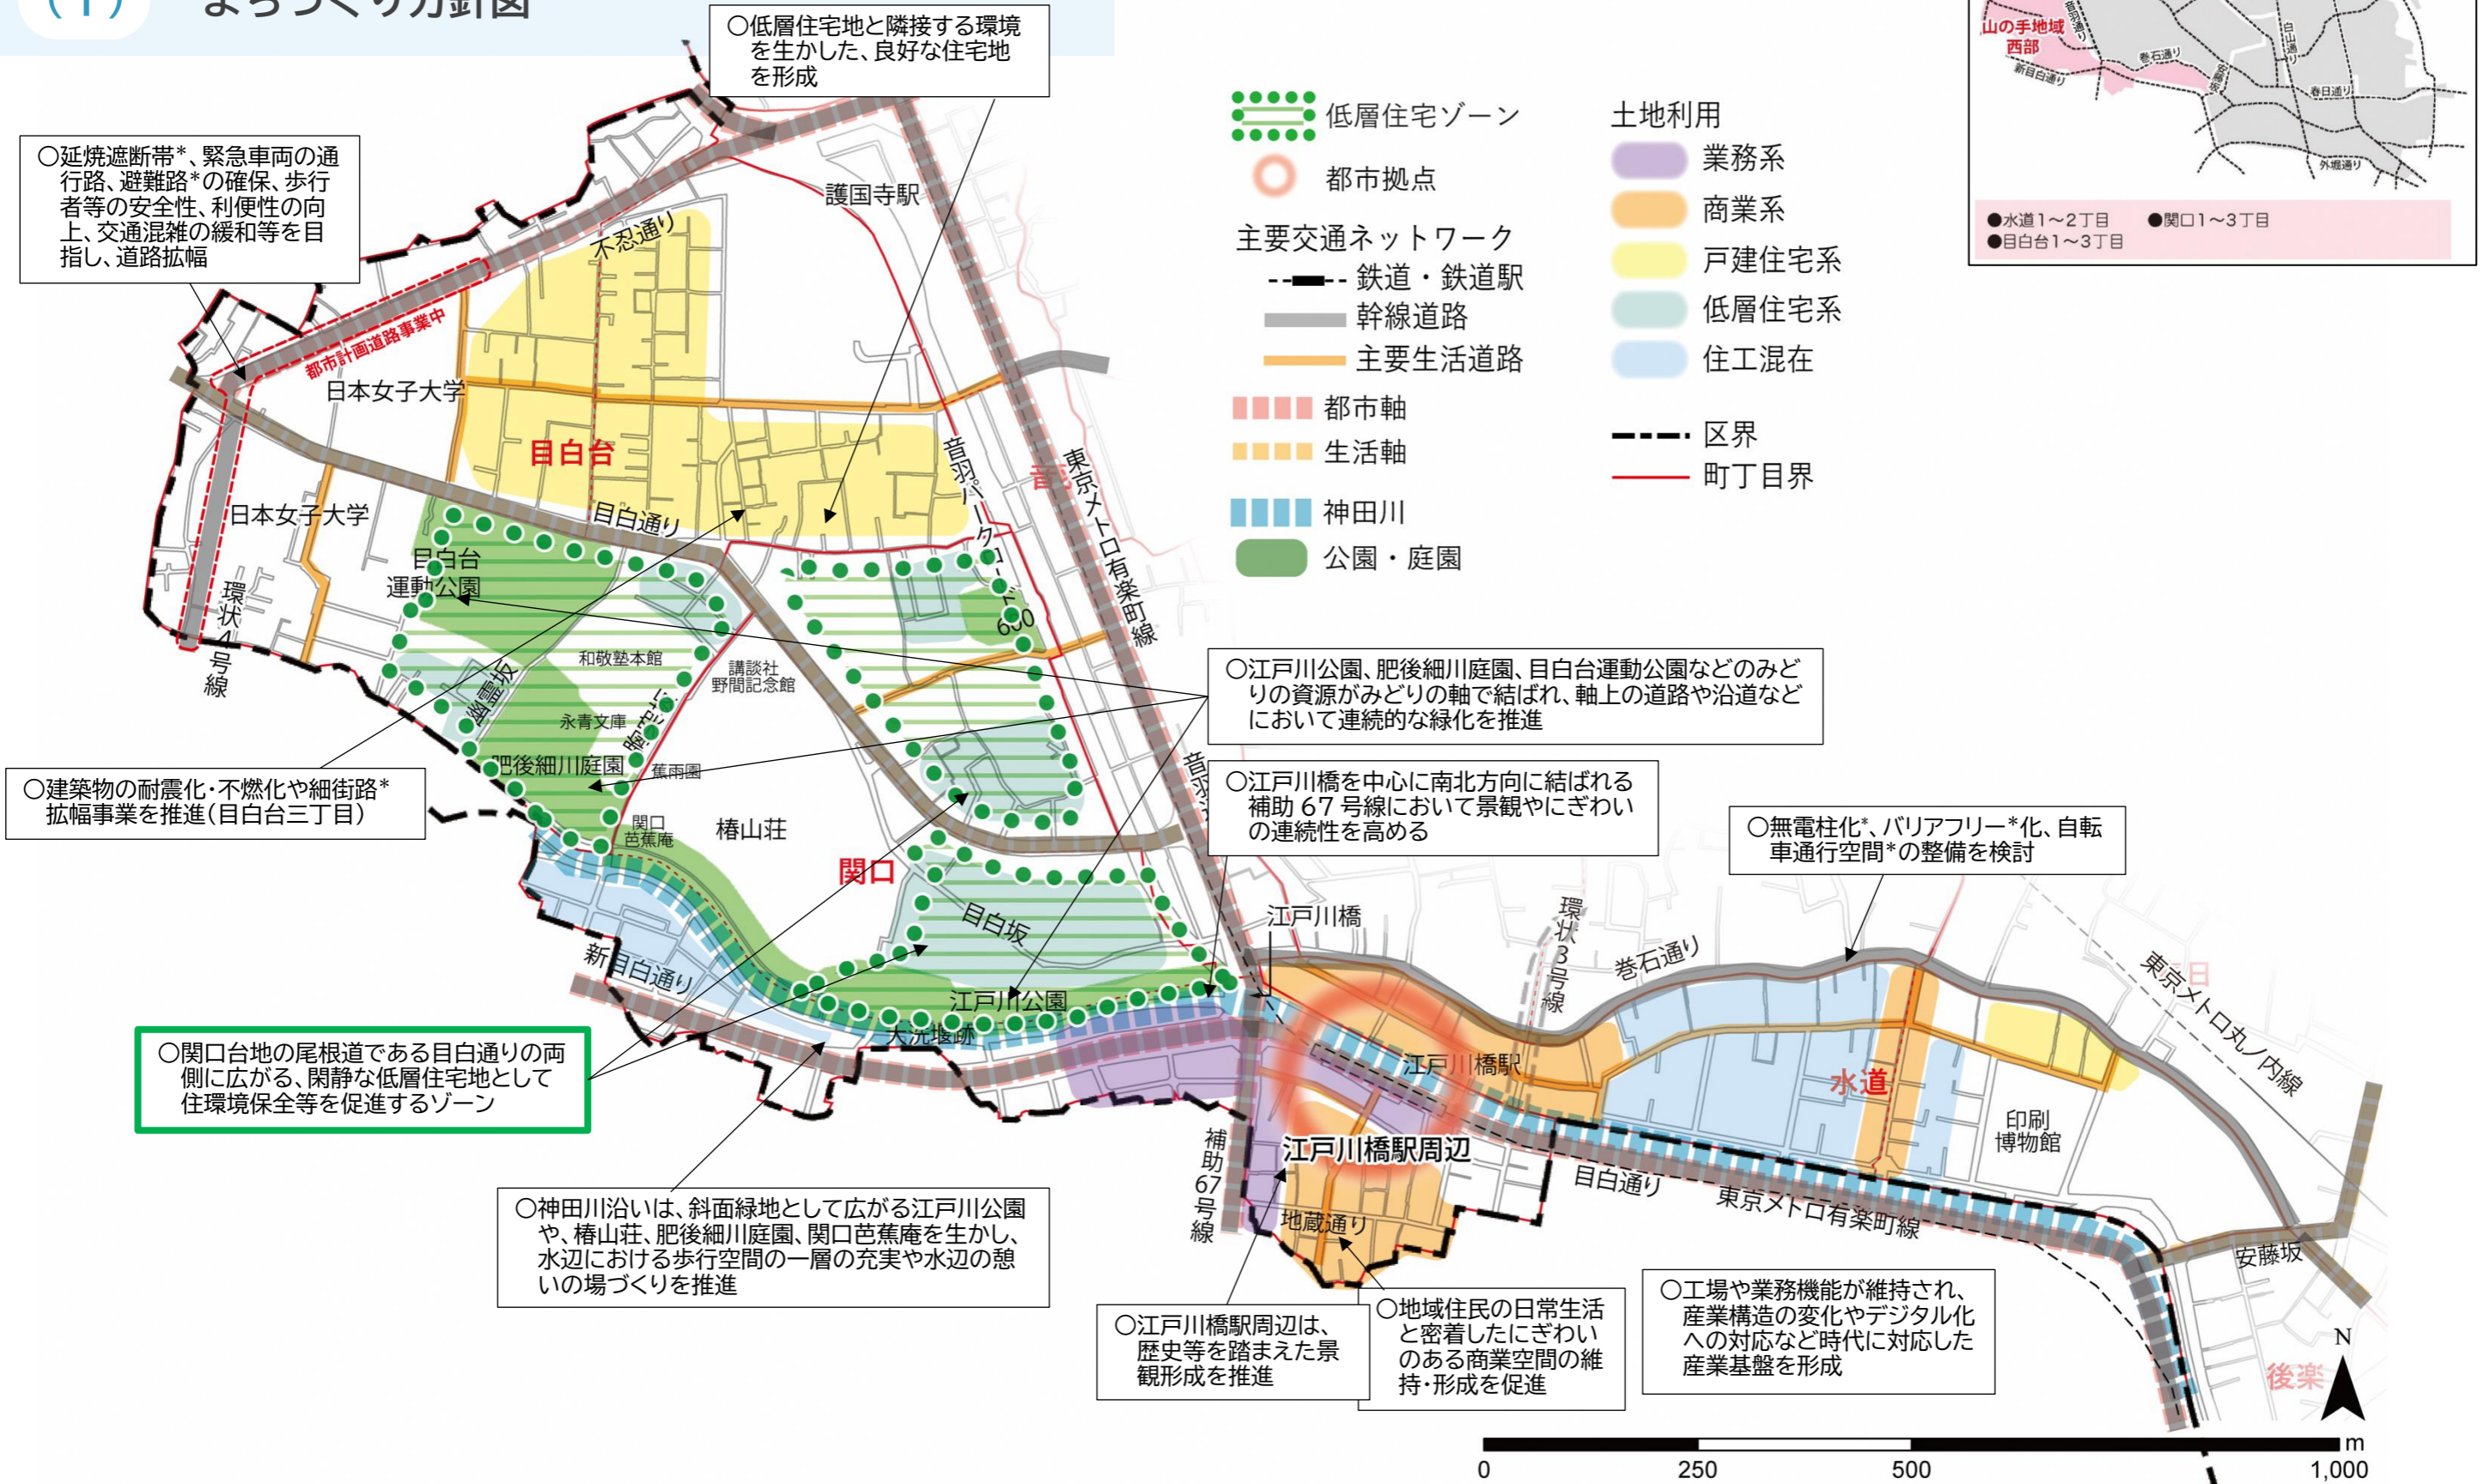 (1) まちづくり方針図
○低層住宅地と隣接する環境
を生かした、良好な住宅地
を形成
○延焼遮断帯*、緊急車両の通
行路、避難路*の確保、歩行
者等の安全性、利便性の向
上、交通混雑の緩和等を目
指し、道路拡幅
低層住宅ゾーン
都市拠点
主要交通ネットワーク
鉄道・鉄道駅
幹線道路
主要生活道路
都市軸
生活軸
神田川
公園・庭園
土地利用
業務系
商業系
戸建住宅系
低層住宅系
住工混在
区界
町丁目界
山の手地域
西部
音羽通り
新目白通り
巻石通り
安藤坂
白山通り
春日通り
外堀通り
●水道1~2丁目 ●関口1~3丁目
●目白台1~3丁目
護国寺駅
不忍通り
都市計画道路事業中
日本女子大学
目白台
日本女子大学
目白通り
目白台
運動公園
環状4号線
音羽パークロード600
東京メトロ有楽町線
和敬塾本館
講談社
野間記念館
幽霊坂
永青文庫
肥後細川庭園
蕉雨園
関口
芭蕉庵
椿山荘
関口
目白坂
新目白通り
江戸川公園
大洗堰跡
○江戸川公園、肥後細川庭園、目白台運動公園などのみど
りの資源がみどりの軸で結ばれ、軸上の道路や沿道など
において連続的な緑化を推進
○江戸川橋を中心に南北方向に結ばれる
補助67号線において景観やにぎわい
の連続性を高める
○建築物の耐震化・不燃化や細街路*
拡幅事業を推進(目白台三丁目)
○無電柱化*、バリアフリー*化、自転
車通行空間*の整備を検討
江戸川橋
環状3号線
巻石通り
東京メトロ丸ノ内線
江戸川橋駅
水道
印刷
博物館
江戸川橋駅周辺
補助67号線
地蔵通り
目白通り
東京メトロ有楽町線
安藤坂
後楽
○関口台地の尾根道である目白通りの両
側に広がる、閑静な低層住宅地として
住環境保全等を促進するゾーン
○神田川沿いは、斜面緑地として広がる江戸川公園
や、椿山荘、肥後細川庭園、関口芭蕉庵を生かし、
水辺における歩行空間の一層の充実や水辺の憩
いの場づくりを推進
○江戸川橋駅周辺は、
歴史等を踏まえた景
観形成を推進
○地域住民の日常生活
と密着したにぎわい
のある商業空間の維
持・形成を促進
○工場や業務機能が維持され、
産業構造の変化やデジタル化
への対応など時代に対応した
産業基盤を形成
N
m
0 250 500 1,000